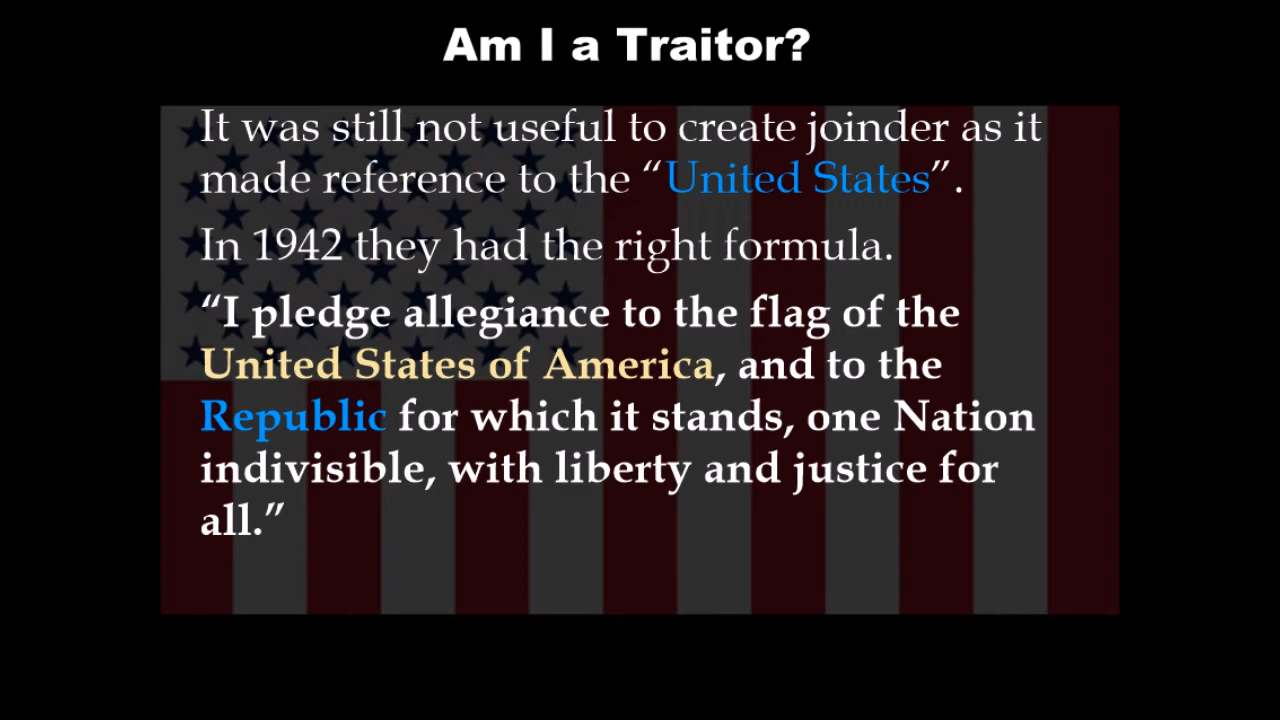 Am I a Traitor?
It was still not useful to create joinder as it
made reference to the “United States”.
In 1942 they had the right formula.
“I pledge allegiance to the flag of the
United States of America, and to the
Republic for which it stands, one Nation
indivisible, with liberty and justice for
all.”